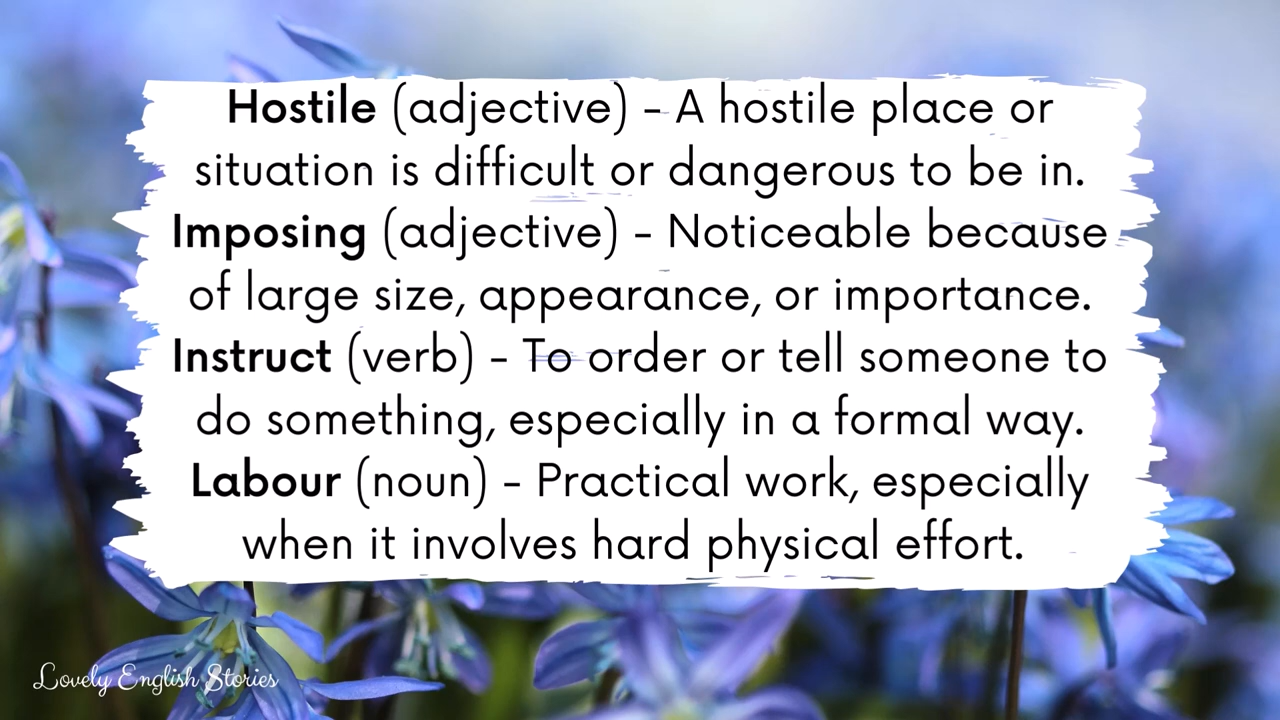 Hostile (adjective) - A hostile place or
situation is difficult or dangerous to be in.
Imposing (adjective) - Noticeable because
of large size, appearance, or importance.
Instruct (verb) - To order or tell someone to
do something, especially in a formal way.
Labour (noun) - Practical work, especially
when it involves hard physical effort.
Lovely English Stories